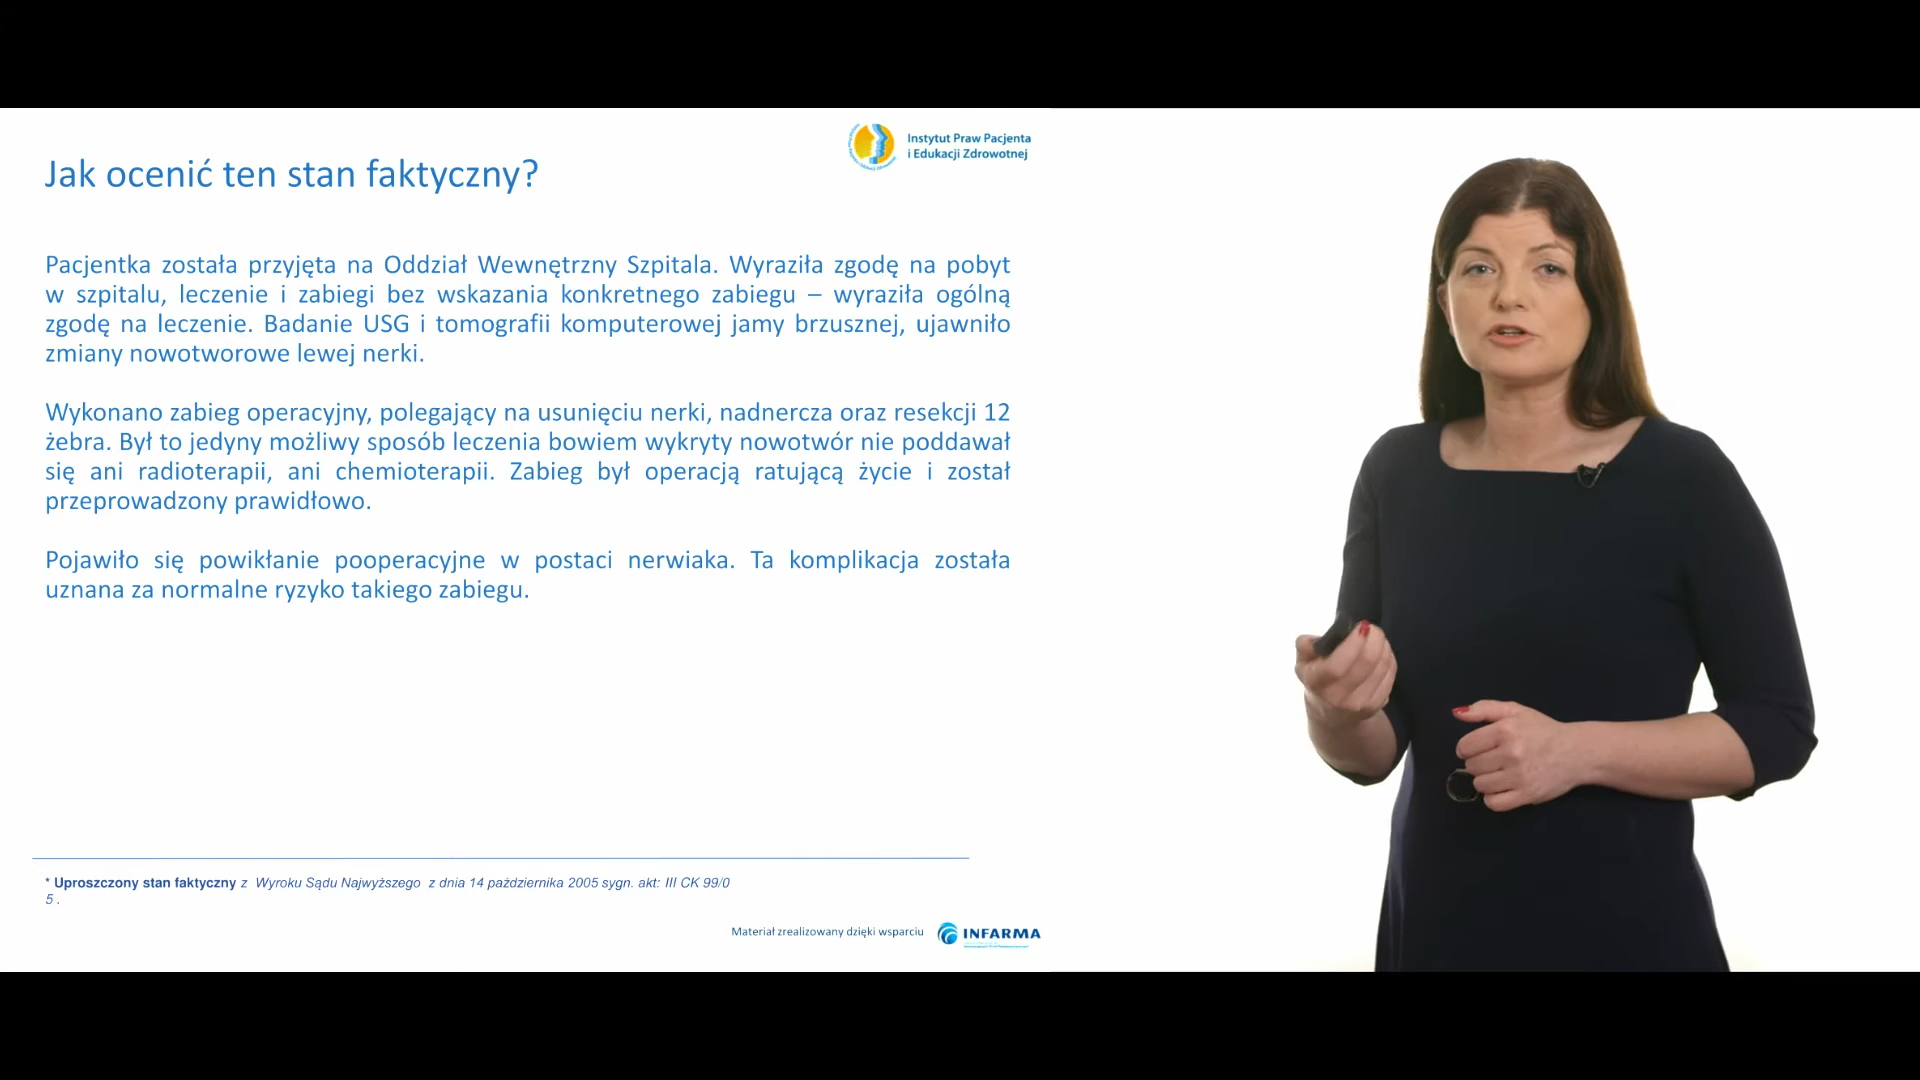 Instytut Praw Pacjenta
i Edukacji Zdrowotnej
Jak ocenić ten stan faktyczny?
Pacjentka została przyjęta na Oddział Wewnętrzny Szpitala. Wyraziła zgodę na pobyt
w szpitalu, leczenie i zabiegi bez wskazania konkretnego zabiegu – wyraziła ogólną
zgodę na leczenie. Badanie USG i tomografii komputerowej jamy brzusznej, ujawniło
zmiany nowotworowe lewej nerki.
Wykonano zabieg operacyjny, polegający na usunięciu nerki, nadnercza oraz resekcji 12
żebra. Był to jedyny możliwy sposób leczenia bowiem wykryty nowotwór nie poddawał
się ani radioterapii, ani chemioterapii. Zabieg był operacją ratującą życie i został
przeprowadzony prawidłowo.
Pojawiło się powikłanie pooperacyjne w postaci nerwiaka. Ta komplikacja została
uznana za normalne ryzyko takiego zabiegu.
* Uproszczony stan faktyczny z Wyroku Sądu Najwyższego z dnia 14 października 2005 sygn. akt: III CK 99/0
5 .
Materiał zrealizowany dzięki wsparciu
INFARMA